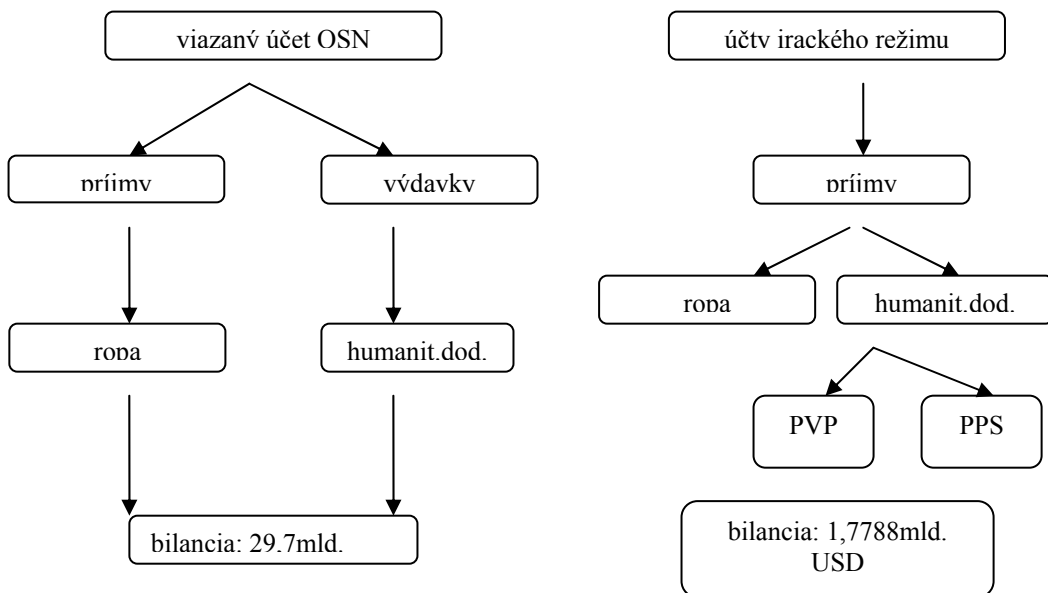 viazaný účet OSN
účty irackého režimu
príjmy
výdavky
príjmy
ropa
humanit.dod.
ropa
humanit.dod.
PVP
PPS
bilancia: 29.7mld.
bilancia: 1,7788mld.
USD